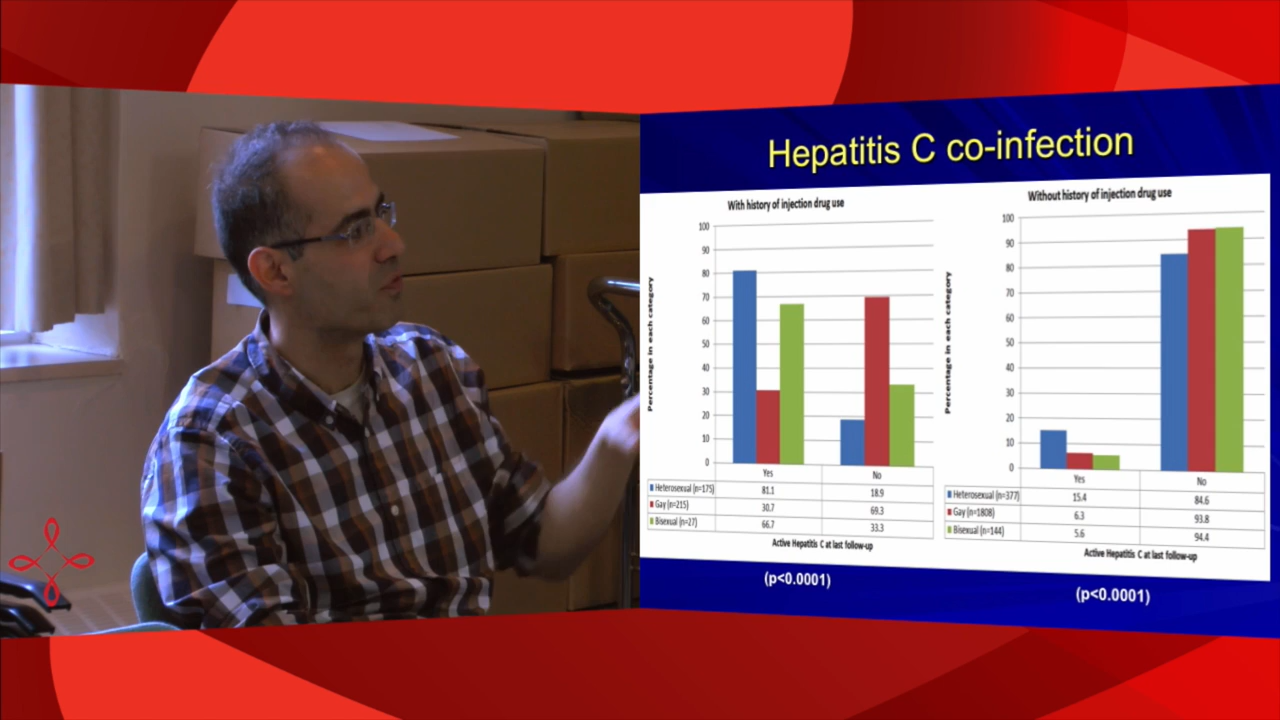 Hepatitis C co-infection
With history of injection drug use
Percentage in each category
100
90
80
70
60
50
40
30
20
10
0
Yes No
Heterosexual (n=175) 81.1 18.9
Gay (n=215) 30.7 69.3
Bisexual (n=27) 66.7 33.3
Active Hepatitis C at last follow-up
(p<0.0001)
Without history of injection drug use
Percentage in each category
100
90
80
70
60
50
40
30
20
10
0
Yes No
Heterosexual (n=377) 15.4 84.6
Gay (n=1808) 6.3 93.8
Bisexual (n=144) 5.6 94.4
Active Hepatitis C at last follow-up
(p<0.0001)